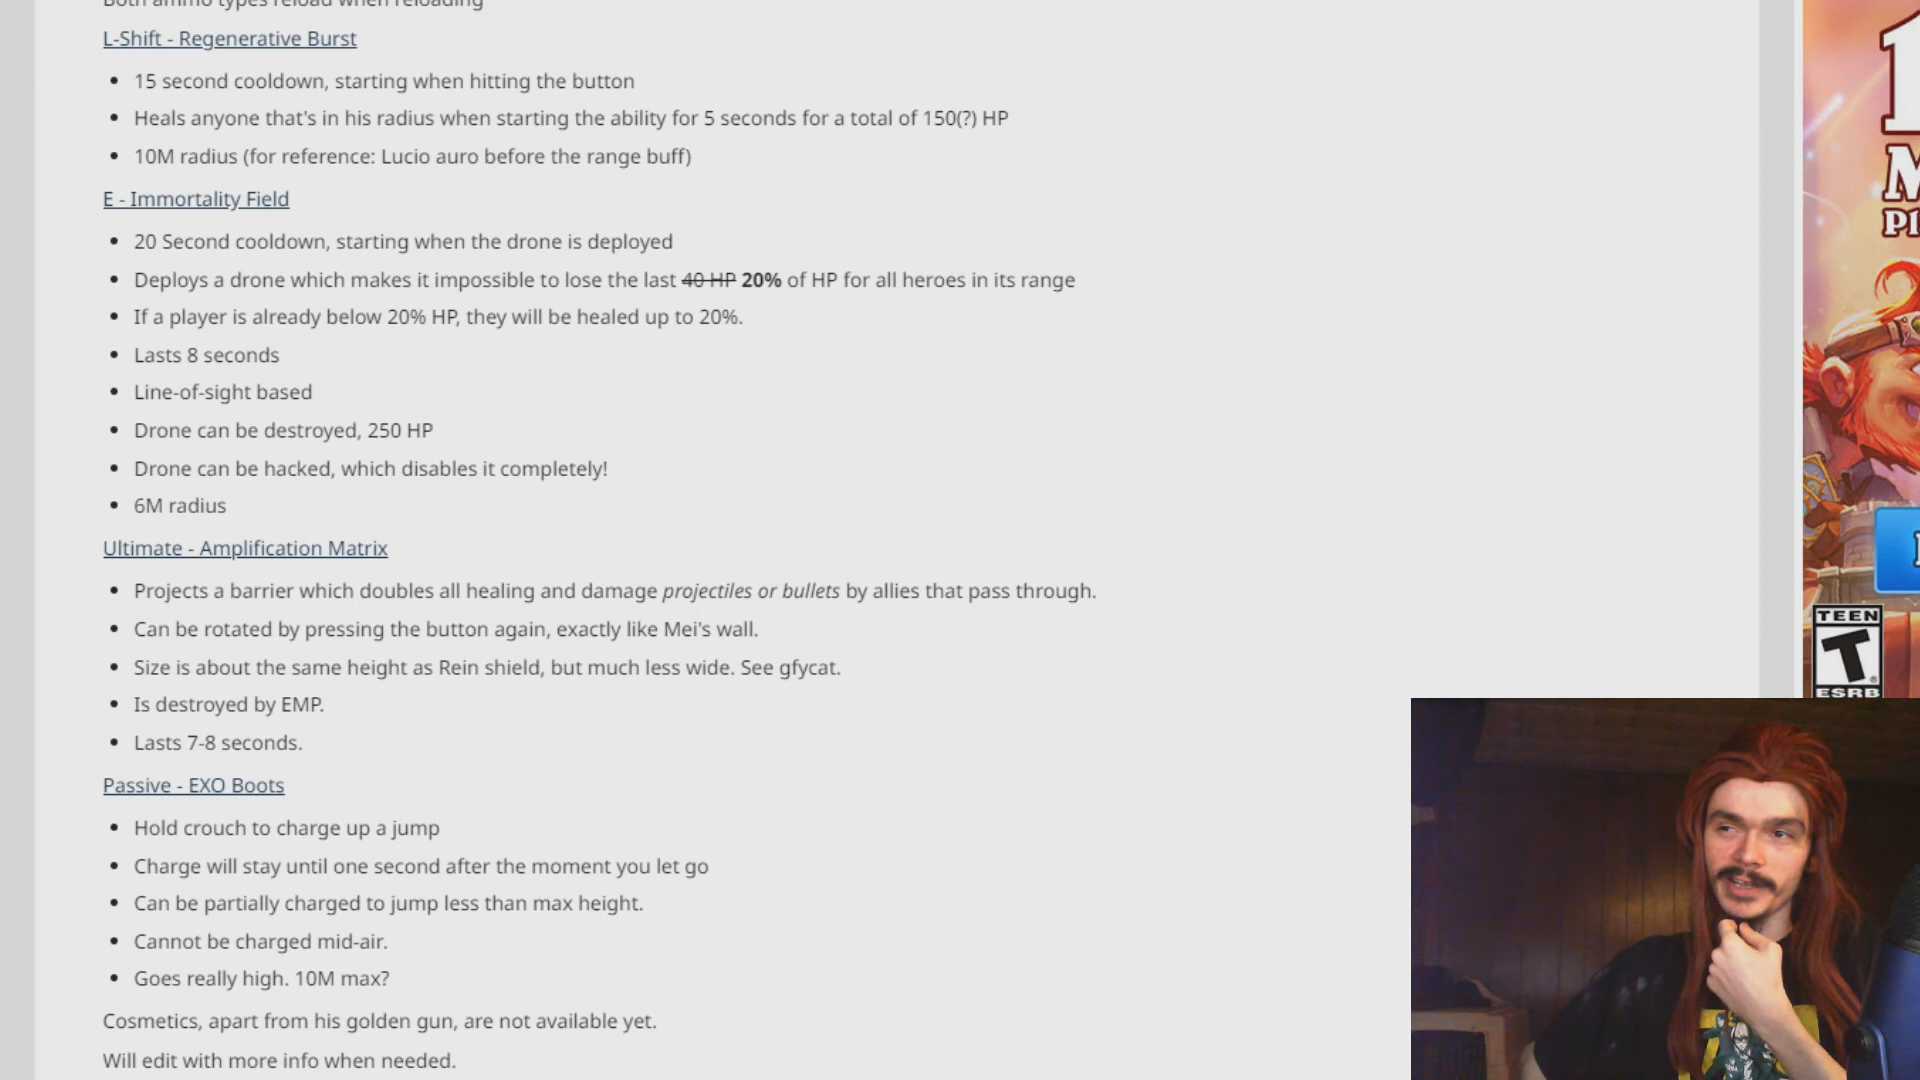 Both ammo types reload when reloading
L-Shift - Regenerative Burst
15 second cooldown, starting when hitting the button
Heals anyone that's in his radius when starting the ability for 5 seconds for a total of 150(?) HP
10M radius (for reference: Lucio auro before the range buff)
E - Immortality Field
20 Second cooldown, starting when the drone is deployed
Deploys a drone which makes it impossible to lose the last 40 HP 20% of HP for all heroes in its range
If a player is already below 20% HP, they will be healed up to 20%.
Lasts 8 seconds
Line-of-sight based
Drone can be destroyed, 250 HP
Drone can be hacked, which disables it completely!
6M radius
Ultimate - Amplification Matrix
Projects a barrier which doubles all healing and damage projectiles or bullets by allies that pass through.
Can be rotated by pressing the button again, exactly like Mei's wall.
Size is about the same height as Rein shield, but much less wide. See gfycat.
Is destroyed by EMP.
Lasts 7-8 seconds.
Passive - EXO Boots
Hold crouch to charge up a jump
Charge will stay until one second after the moment you let go
Can be partially charged to jump less than max height.
Cannot be charged mid-air.
Goes really high. 10M max?
Cosmetics, apart from his golden gun, are not available yet.
Will edit with more info when needed.
TEEN
T
ESRB